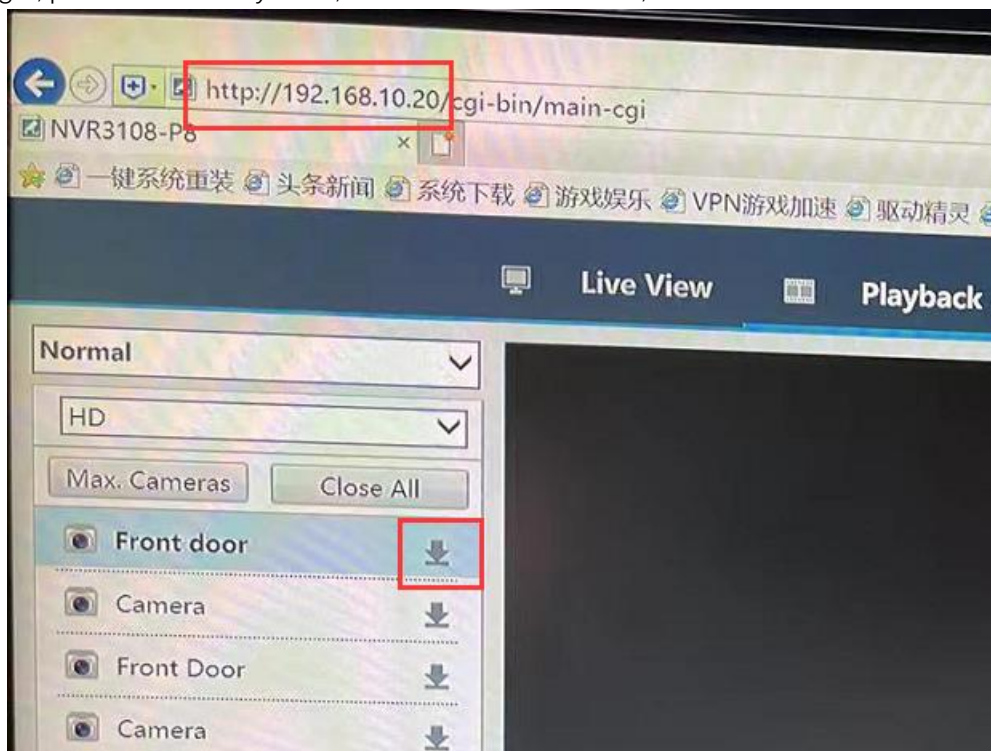 http://192.168.10.20/cgi-bin/main-cgi
NVR3108-P8 ×
一键系统重装 头条新闻 系统下载 游戏娱乐 VPN游戏加速 驱动精灵
Live View Playback
Normal
HD
Max. Cameras Close All
Front door
Camera
Front Door
Camera